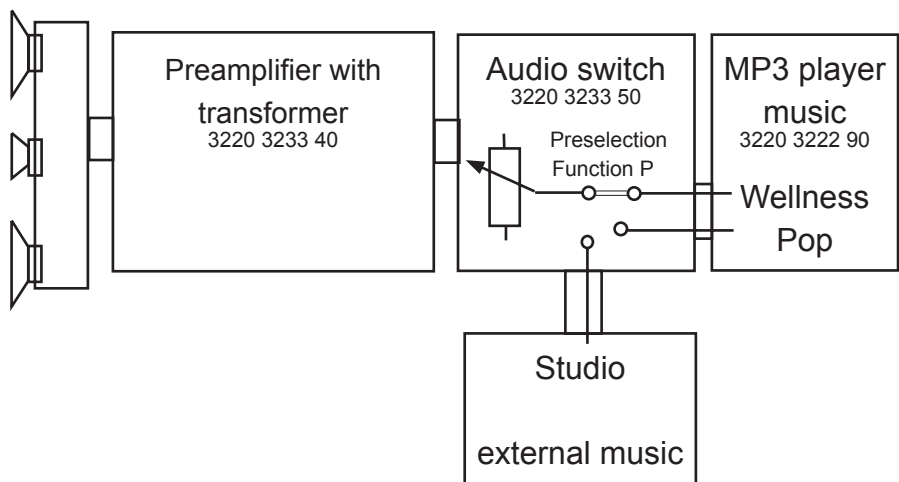 Preamplifier with
transformer
3220 3233 40
Audio switch
3220 3233 50
Preselection
Function P
MP3 player
music
3220 3222 90
Wellness
Pop
Studio
external music